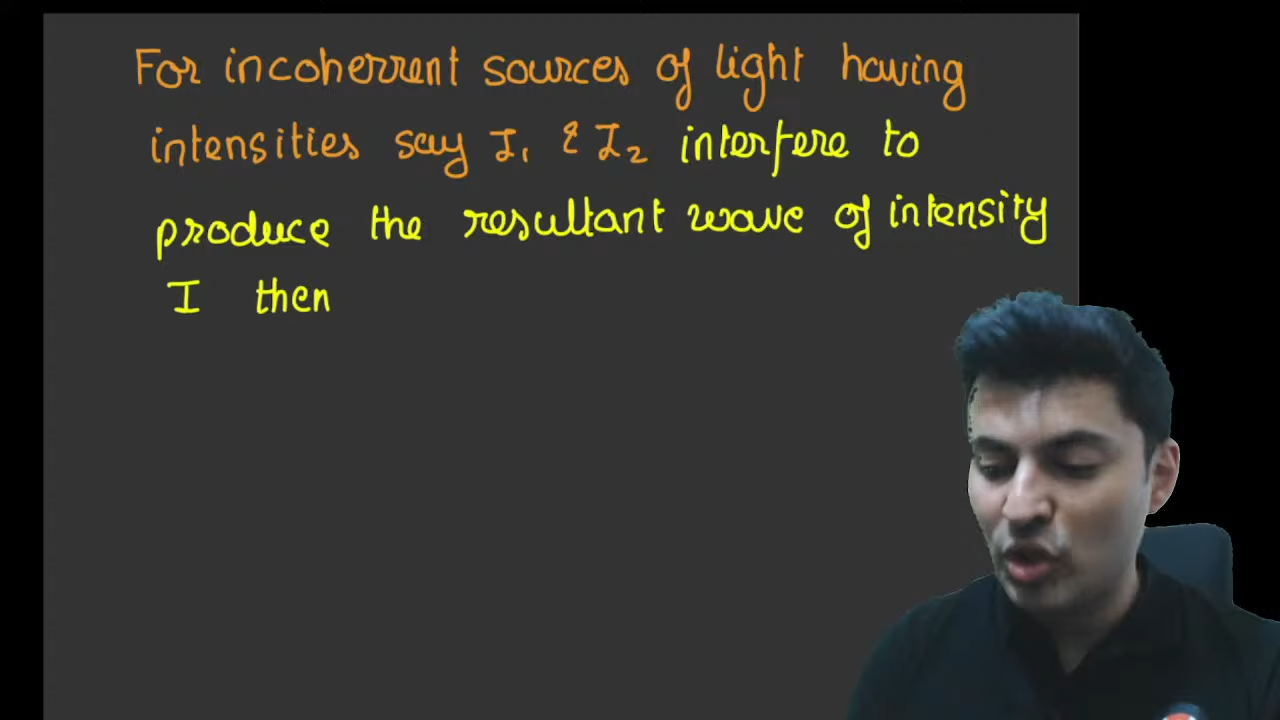 For incoherrent sources of light having
intensities say I₁ & I₂ interfere to
produce the resultant wave of intensity
I then